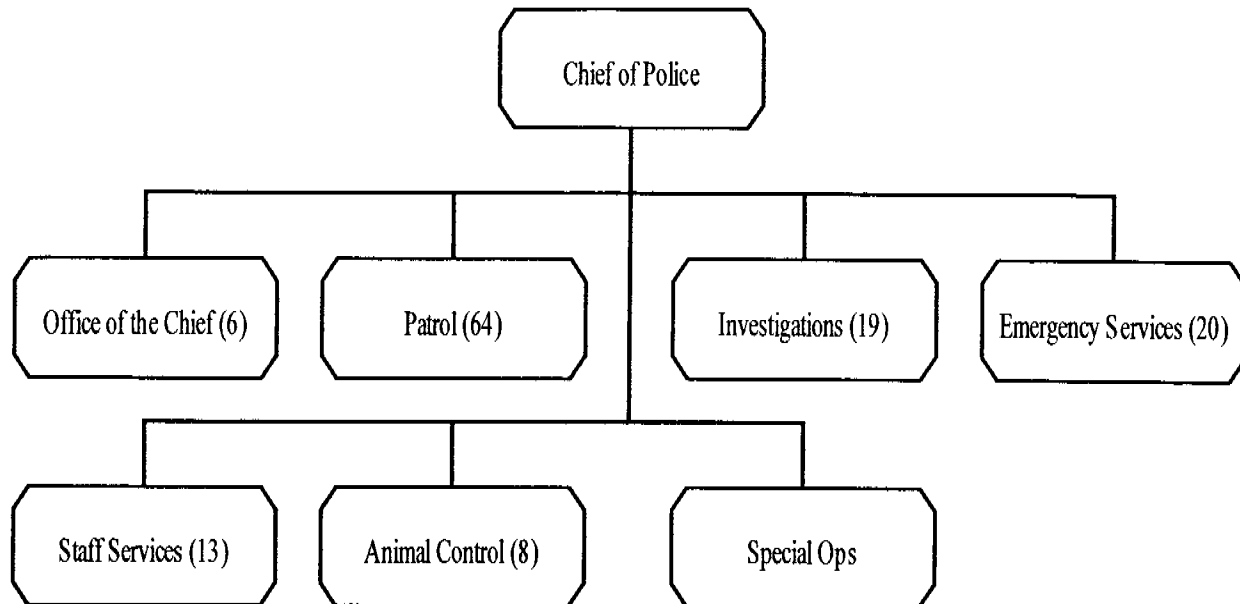 Chief of Police
Office of the Chief (6)
Patrol (64)
Investigations (19)
Emergency Services (20)
Staff Services (13)
Animal Control (8)
Special Ops